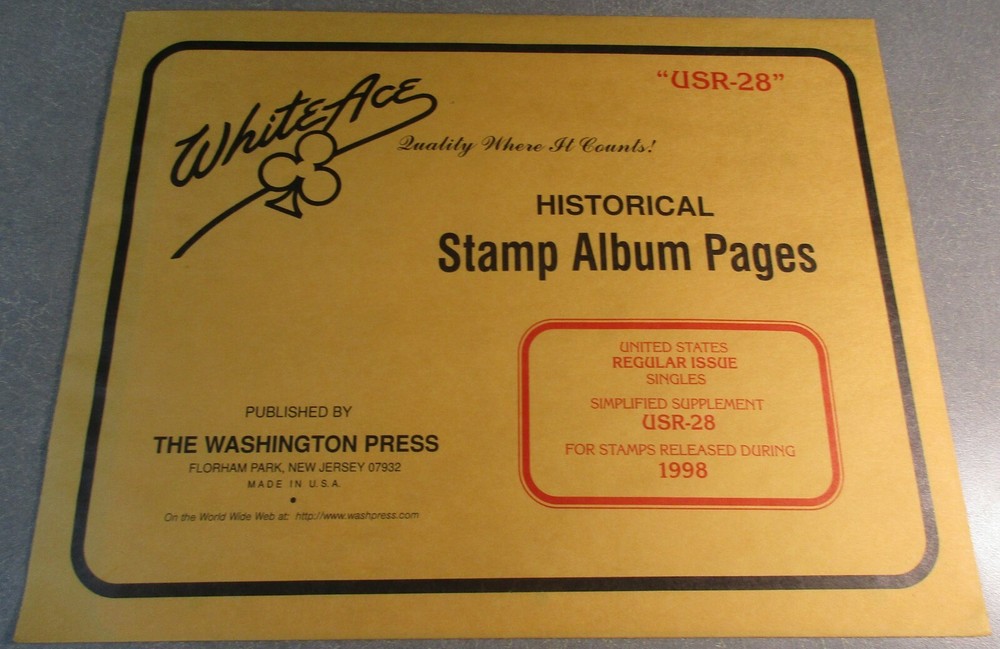 "USR-28"
WhiteAce
Quality Where It Counts!
HISTORICAL
Stamp Album Pages
UNITED STATES
REGULAR ISSUE
SINGLES
SIMPLIFIED SUPPLEMENT
USR-28
FOR STAMPS RELEASED DURING
1998
PUBLISHED BY
THE WASHINGTON PRESS
FLORHAM PARK, NEW JERSEY 07932
MADE IN U.S.A.
•
On the World Wide Web at: http://www.washpress.com